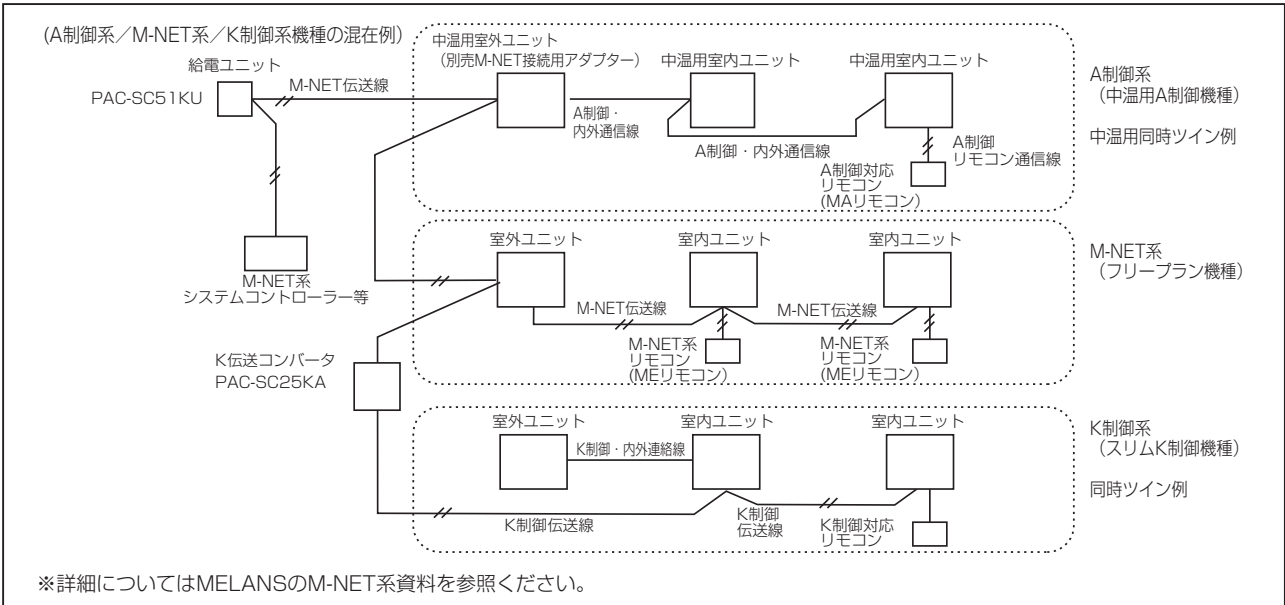 (A制御系／M-NET系／K制御系機種の混在例)
給電ユニット
PAC-SC51KU
M-NET伝送線
M-NET系
システムコントローラー等
中温用室外ユニット
（別売M-NET接続用アダプター）
中温用室内ユニット
中温用室内ユニット
A制御・
内外通信線
A制御・内外通信線
A制御
リモコン通信線
A制御対応
リモコン
(MAリモコン)
A制御系
（中温用A制御機種）
中温用同時ツイン例
室外ユニット
室内ユニット
室内ユニット
M-NET伝送線
M-NET伝送線
M-NET系
リモコン
(MEリモコン)
M-NET系
リモコン
(MEリモコン)
M-NET系
（フリープラン機種）
K伝送コンバータ
PAC-SC25KA
室外ユニット
室内ユニット
室内ユニット
K制御・内外連絡線
K制御伝送線
K制御
伝送線
K制御対応
リモコン
K制御系
（スリムK制御機種）
同時ツイン例
※詳細についてはMELANSのM-NET系資料を参照ください。